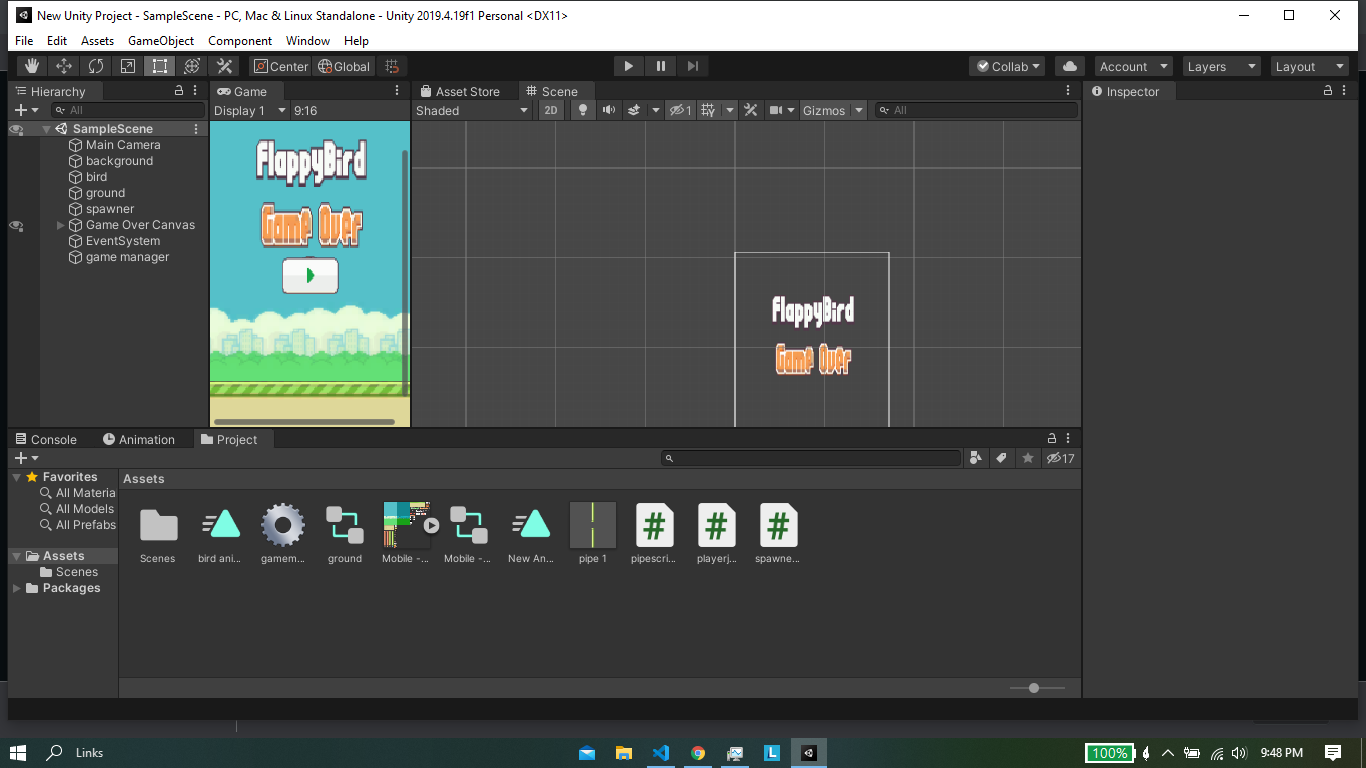 New Unity Project - SampleScene - PC, Mac & Linux Standalone - Unity 2019.4.19f1 Personal <DX11>
File Edit Assets GameObject Component Window Help
Center Global Collab Account Layers Layout
Hierarchy Game Asset Store Scene Inspector
All Display 1 9:16 Shaded 2D 1 Gizmos All
SampleScene
Main Camera
background
bird
ground
spawner
Game Over Canvas
EventSystem
game manager
FlappyBird
Game Over
FlappyBird
Game Over
Console Animation Project
17
Favorites
All Materia
All Models
All Prefabs
Assets
Scenes
Packages
Assets
Scenes bird ani... gamem... ground Mobile -... Mobile -... New An... pipe 1 pipescri... playerj... spawne...
Links 100% L 9:48 PM